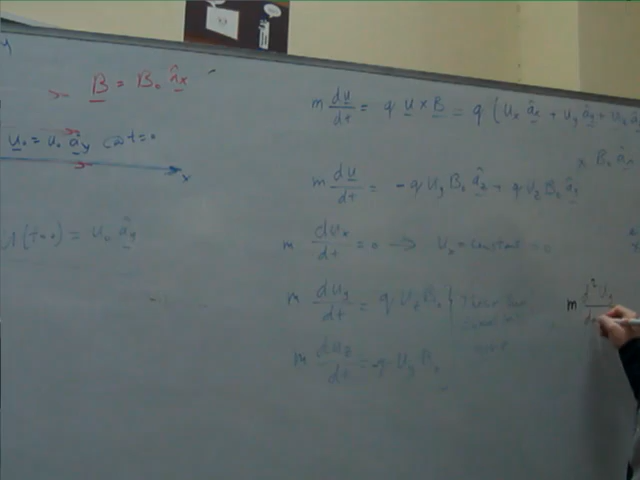 y
B = B₀ âx
u₀ = u₀ ây @ t=0
x
u(t=0) = u₀ ây
m du/dt = q u × B = q (Ux âx + Uy ây + Uz
x B₀ âx
m du/dt = -q Uy B₀ âz + q Uz B₀ ây
m dUx/dt = 0 → Ux = constant = 0
m dUy/dt = q Uz B₀
m dUz/dt = -q Uy B₀
m d²Uy